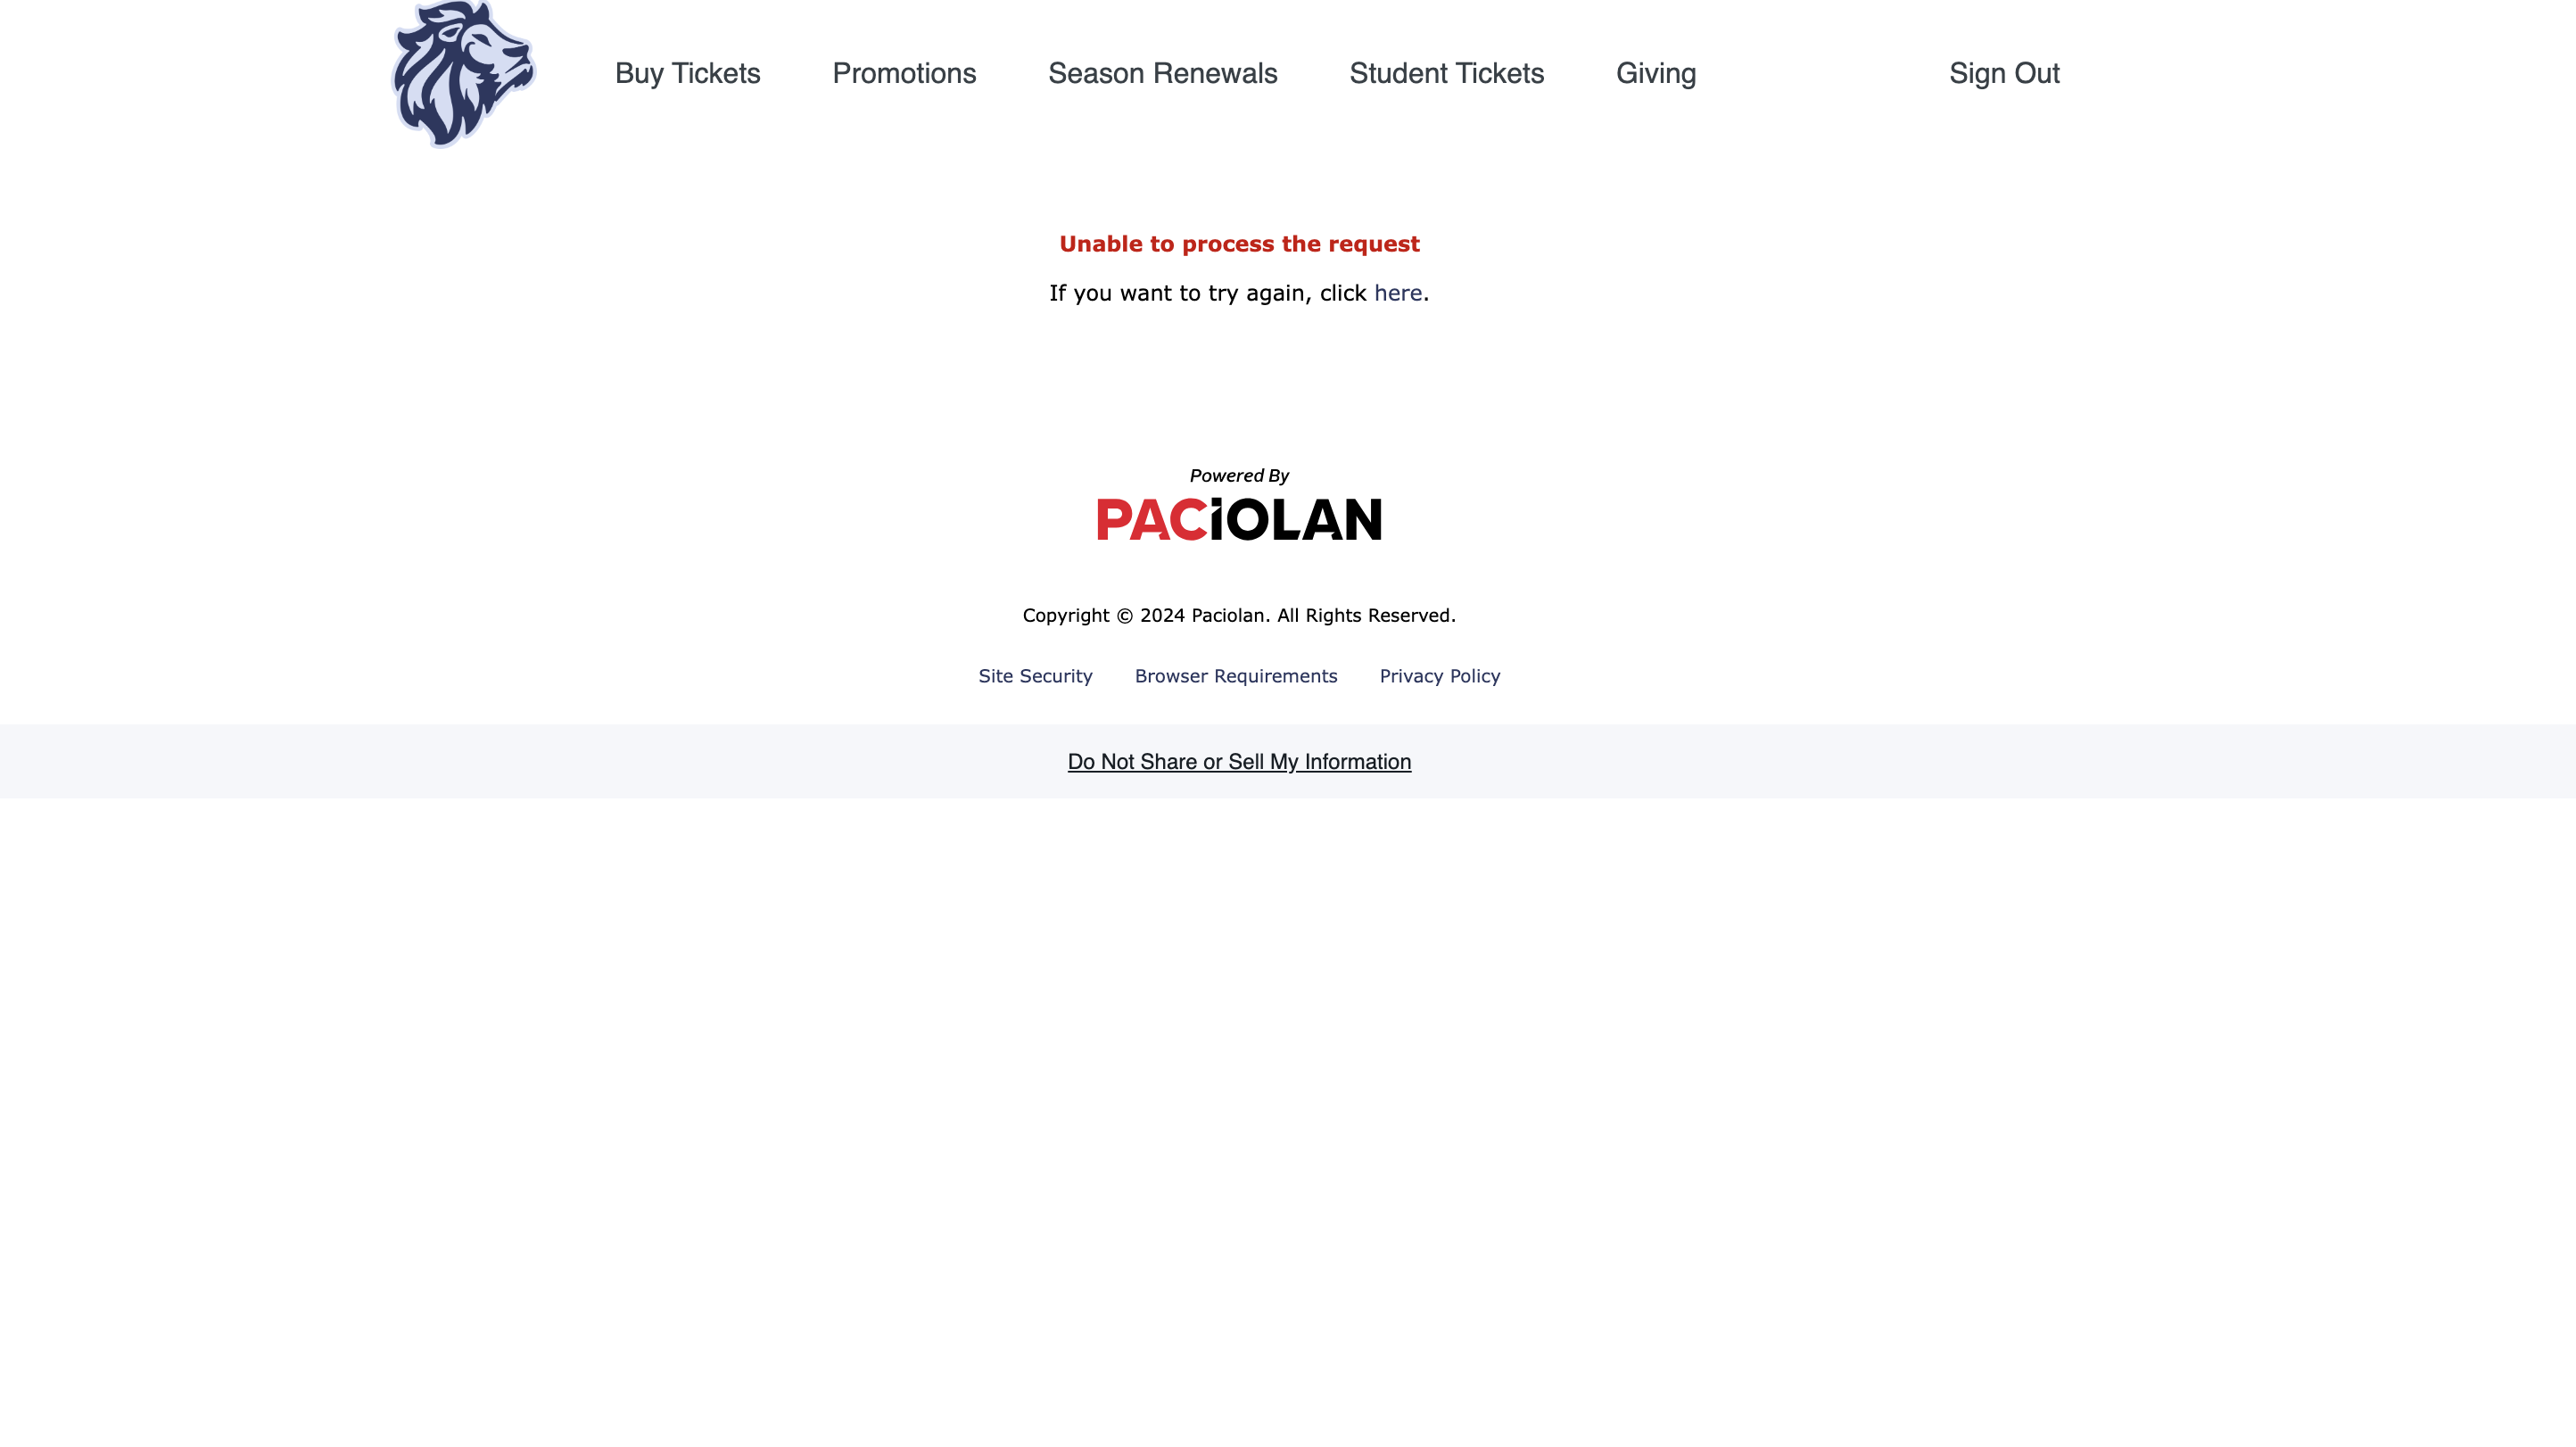 Buy Tickets Promotions Season Renewals Student Tickets Giving Sign Out
Unable to process the request
If you want to try again, click here.
Powered By
PACiOLAN
Copyright © 2024 Paciolan. All Rights Reserved.
Site Security Browser Requirements Privacy Policy
Do Not Share or Sell My Information